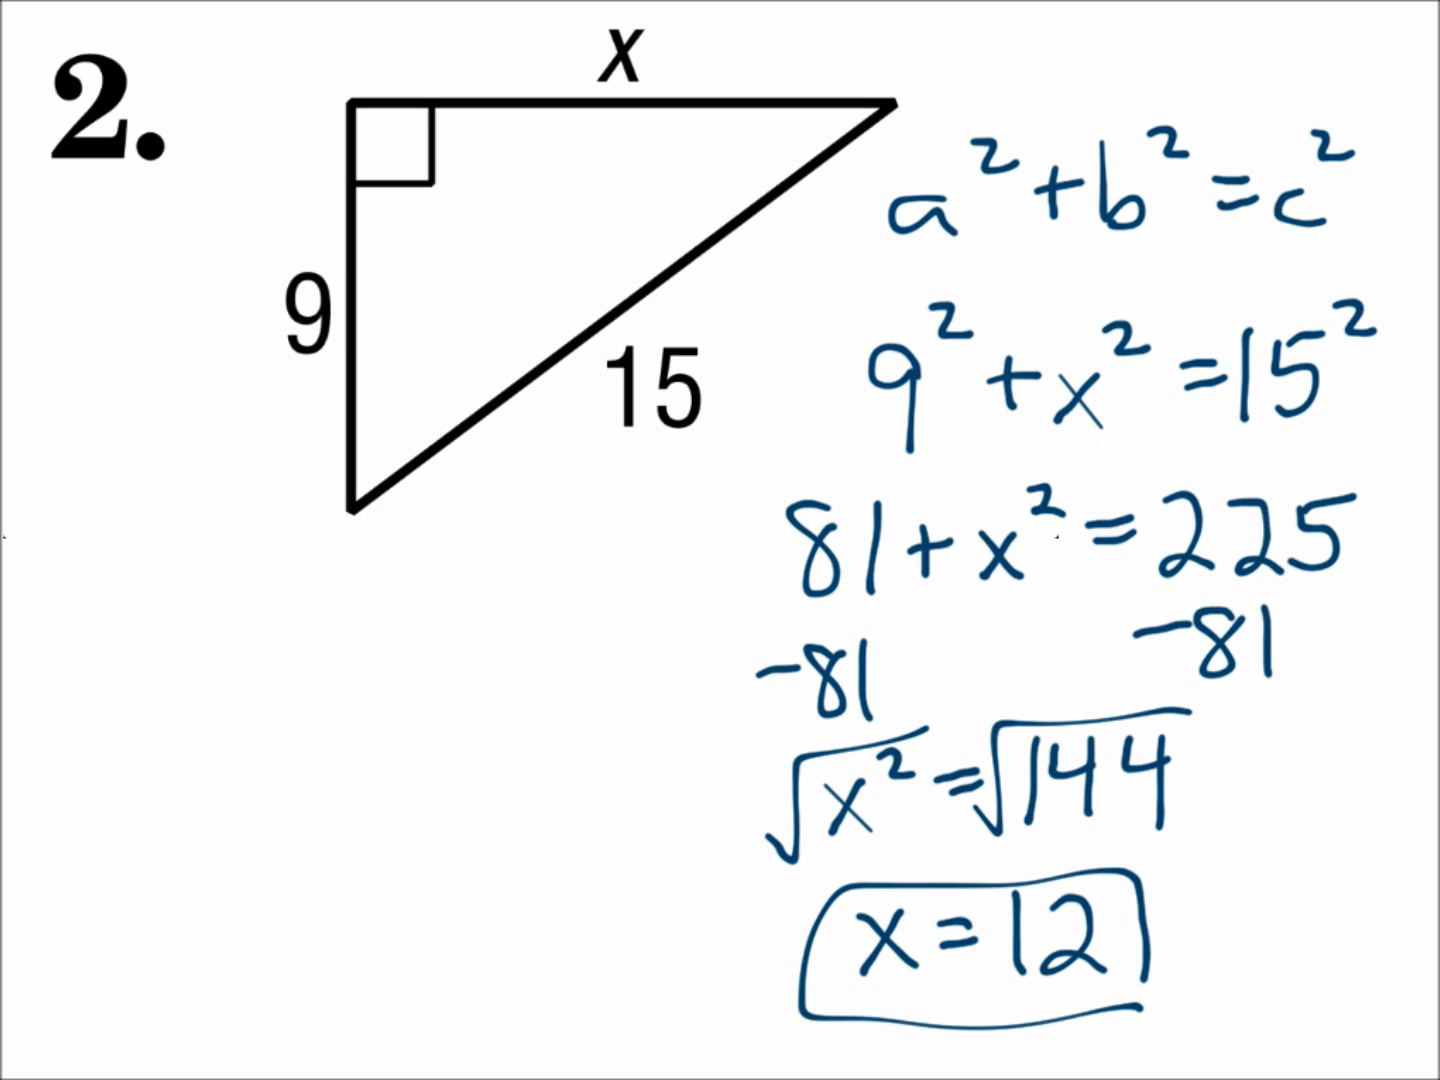 2.
x
9
15
a² + b² = c²
9² + x² = 15²
81 + x² = 225
-81 -81
√x² = √144
x = 12